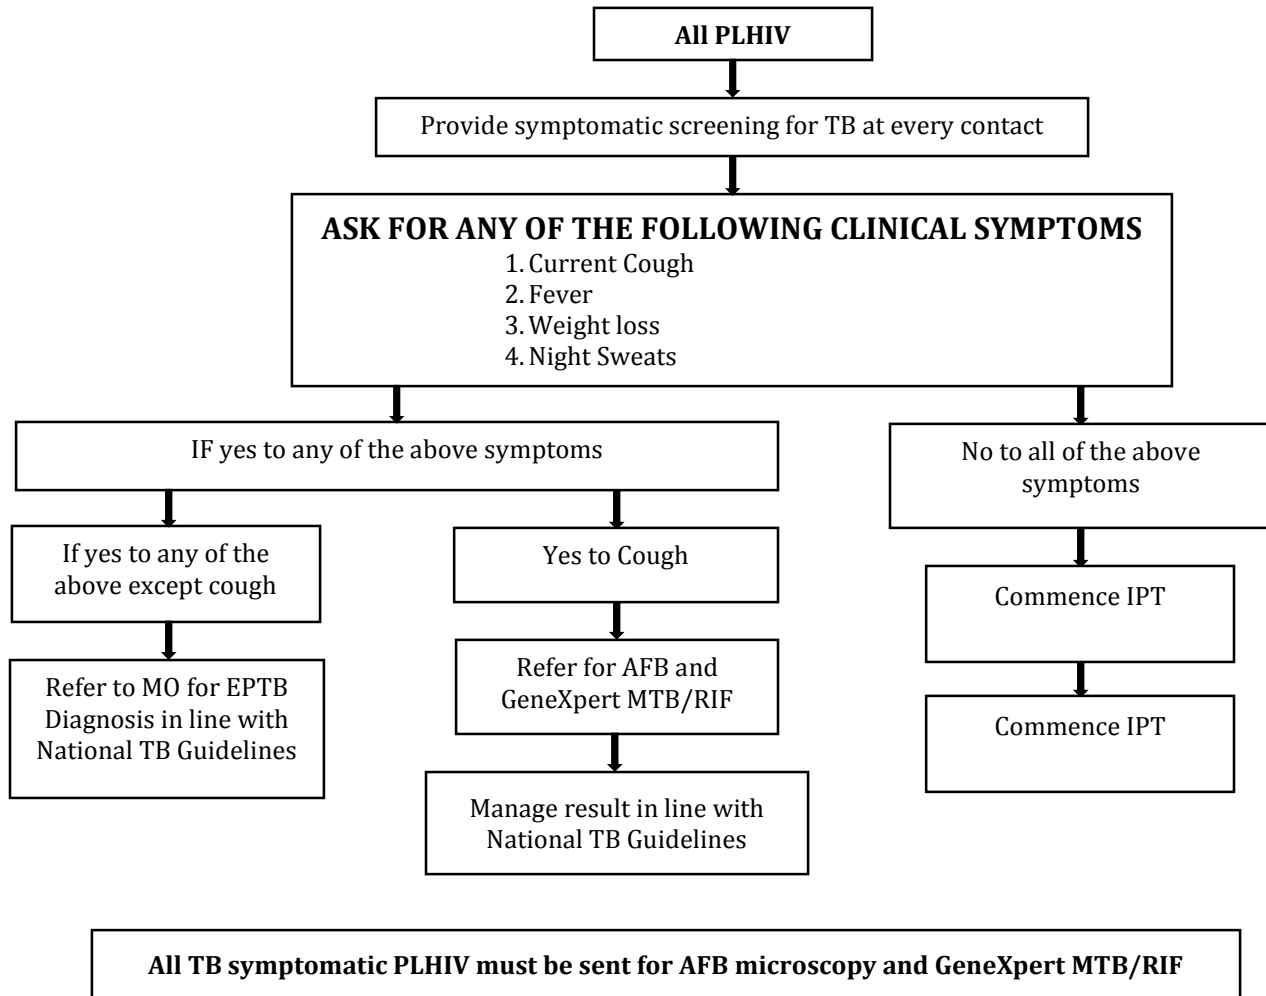 All PLHIV
Provide symptomatic screening for TB at every contact
ASK FOR ANY OF THE FOLLOWING CLINICAL SYMPTOMS
1. Current Cough
2. Fever
3. Weight loss
4. Night Sweats
IF yes to any of the above symptoms
No to all of the above
symptoms
If yes to any of the
above except cough
Yes to Cough
Commence IPT
Refer to MO for EPTB
Diagnosis in line with
National TB Guidelines
Refer for AFB and
GeneXpert MTB/RIF
Commence IPT
Manage result in line with
National TB Guidelines
All TB symptomatic PLHIV must be sent for AFB microscopy and GeneXpert MTB/RIF